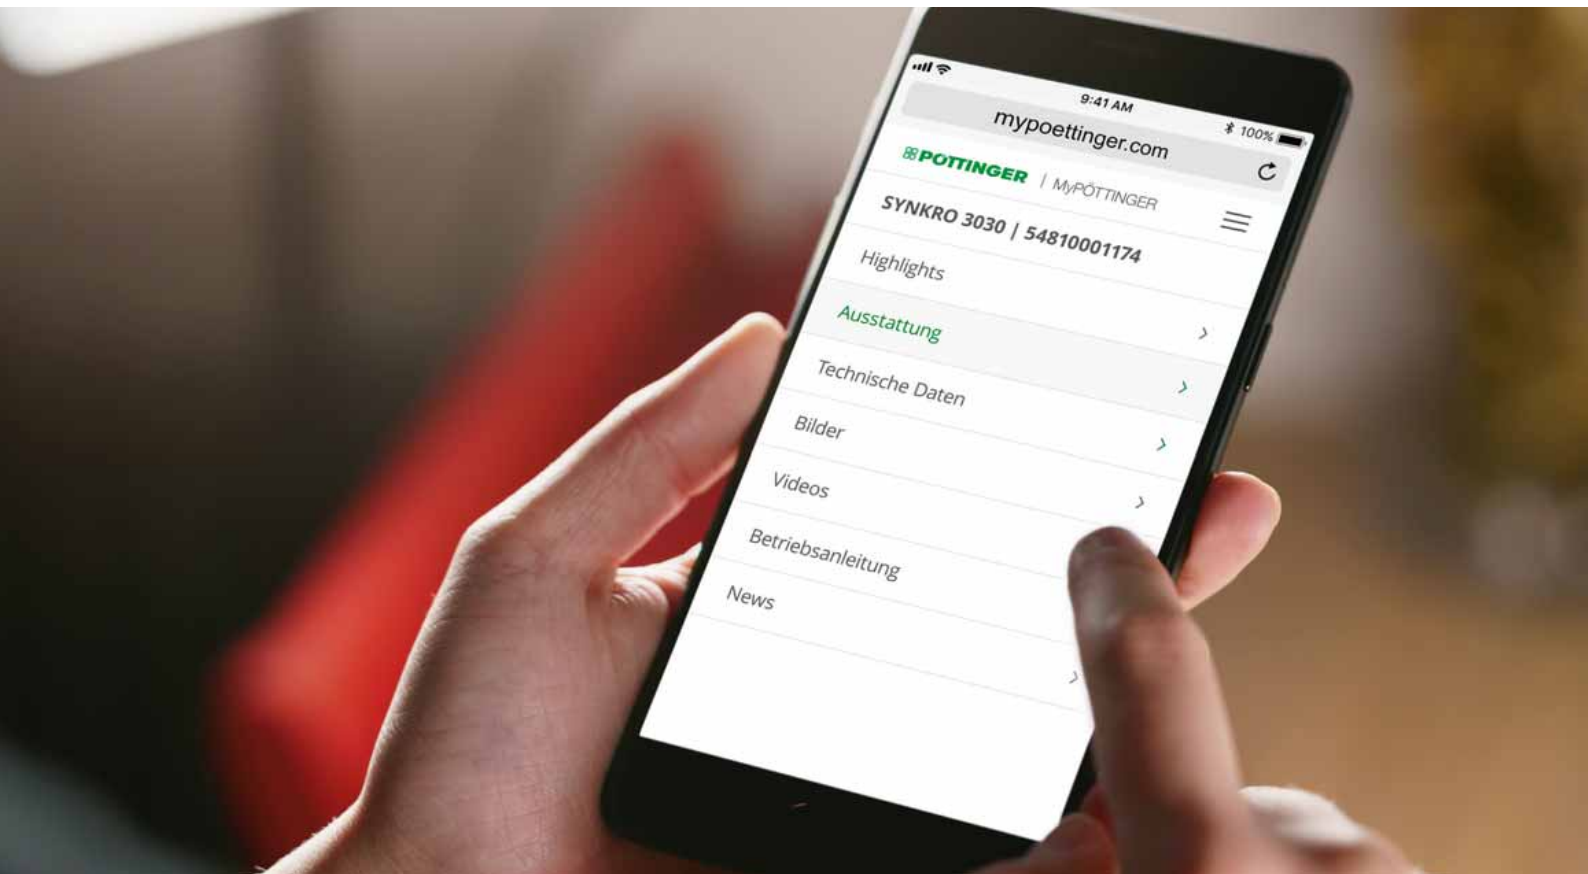 9:41 AM
100%
mypoettinger.com
PÖTTINGER | MyPÖTTINGER
SYNKRO 3030 | 54810001174
Highlights
Ausstattung
Technische Daten
Bilder
Videos
Betriebsanleitung
News